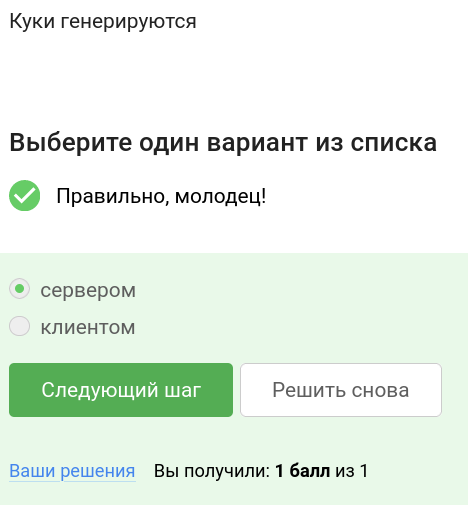 Куки генерируются
Выберите один вариант из списка
Правильно, молодец!
сервером
клиентом
Следующий шаг
Решить снова
Ваши решения
Вы получили: 1 балл из 1